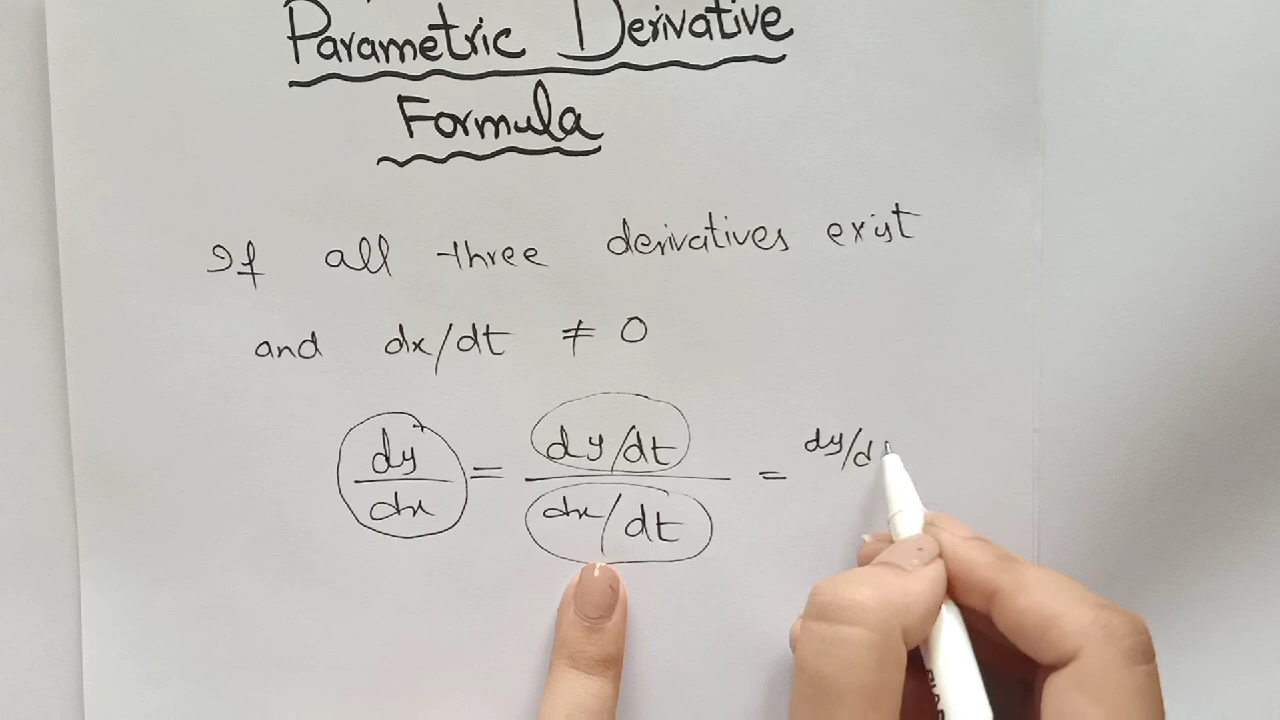 Parametric Derivative
Formula
If all three derivatives exist
and dx/dt ≠ 0
dy/dx = (dy/dt)/(dx/dt) = dy/d